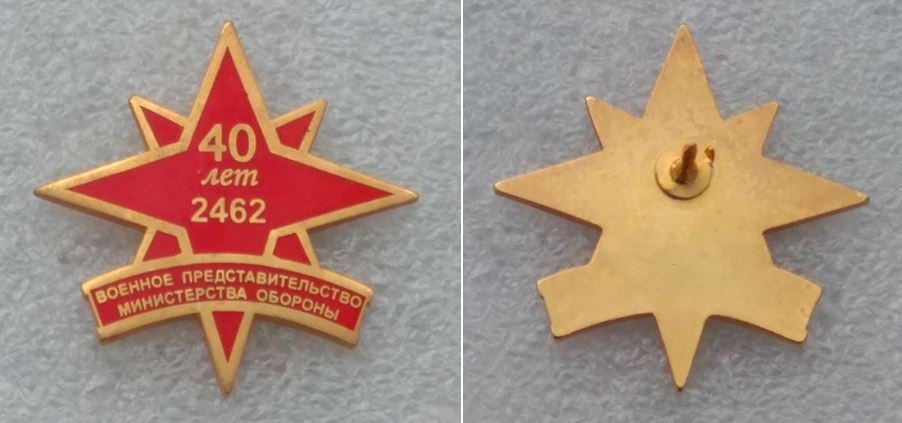 40
лет
2462
ВОЕННОЕ ПРЕДСТАВИТЕЛЬСТВО
МИНИСТЕРСТВА ОБОРОНЫ